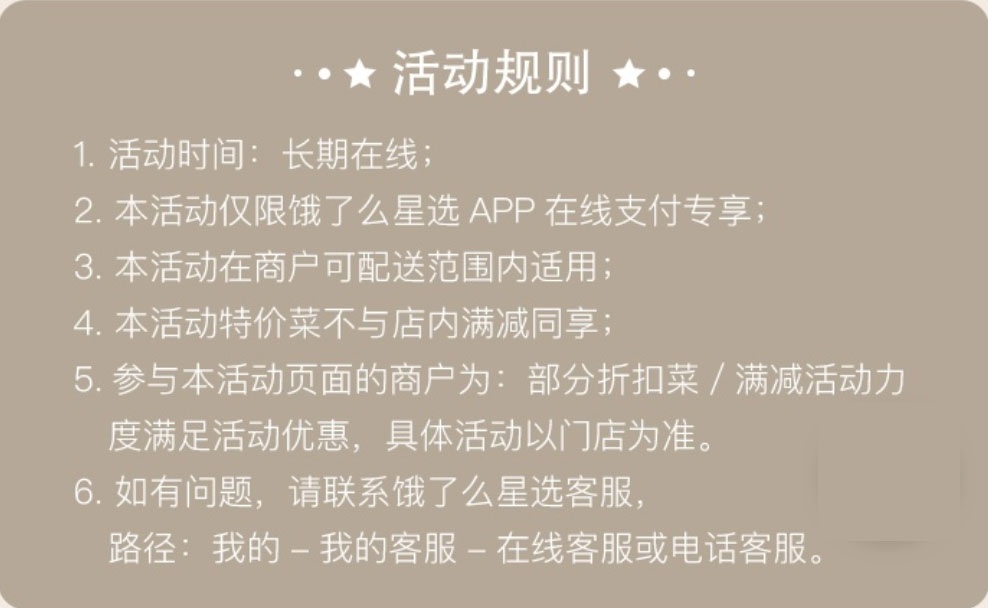 活动规则
1. 活动时间：长期在线；
2. 本活动仅限饿了么星选 APP 在线支付专享；
3. 本活动在商户可配送范围内适用；
4. 本活动特价菜不与店内满减同享；
5. 参与本活动页面的商户为：部分折扣菜 / 满减活动力
度满足活动优惠，具体活动以门店为准。
6. 如有问题，请联系饿了么星选客服，
路径：我的 – 我的客服 – 在线客服或电话客服。